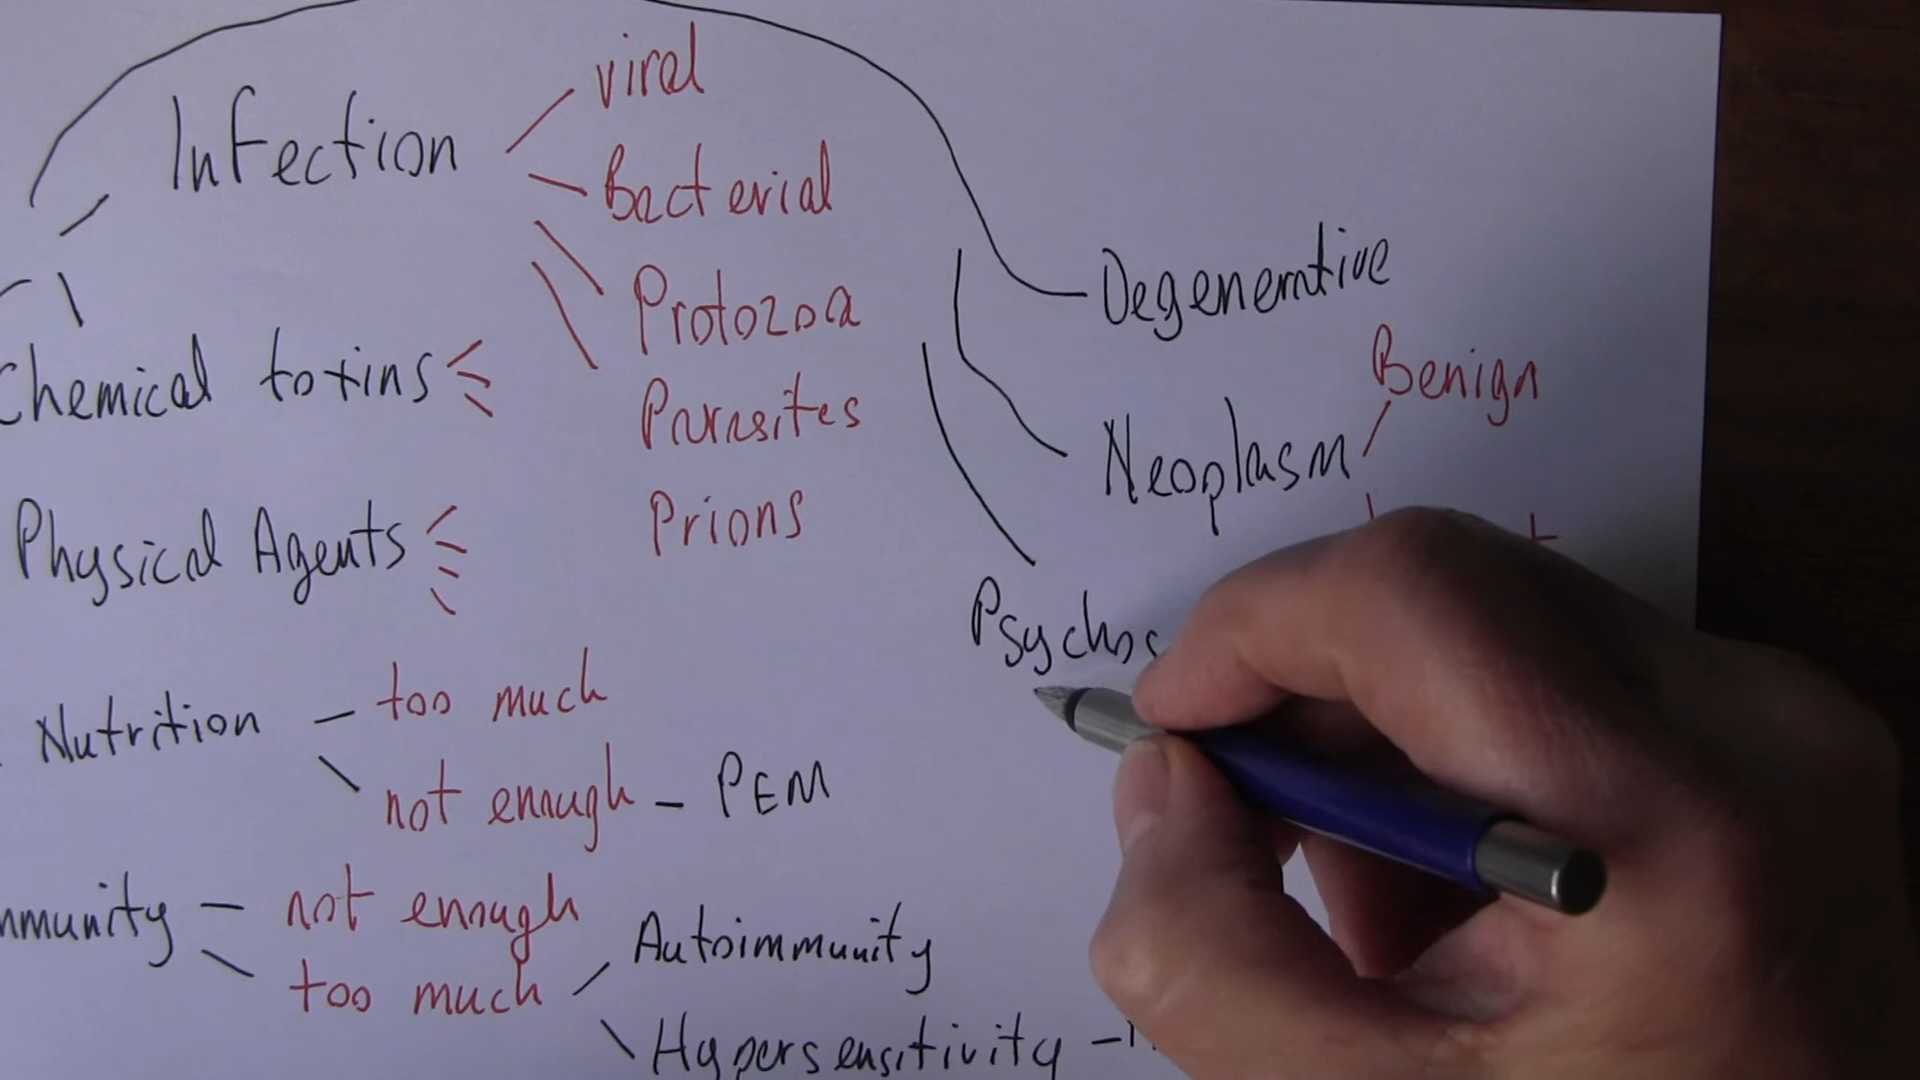 viral
Infection
Bacterial
Protozoa
Parasites
Prions
Chemical toxins
Physical Agents
Nutrition
too much
not enough - PEM
not enough
too much
Autoimmunity
Hypersensitivity -
Degenerative
Benign
Neoplasm